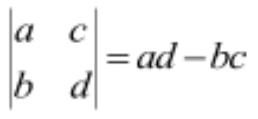 |a c|
|b d| = ad − bc